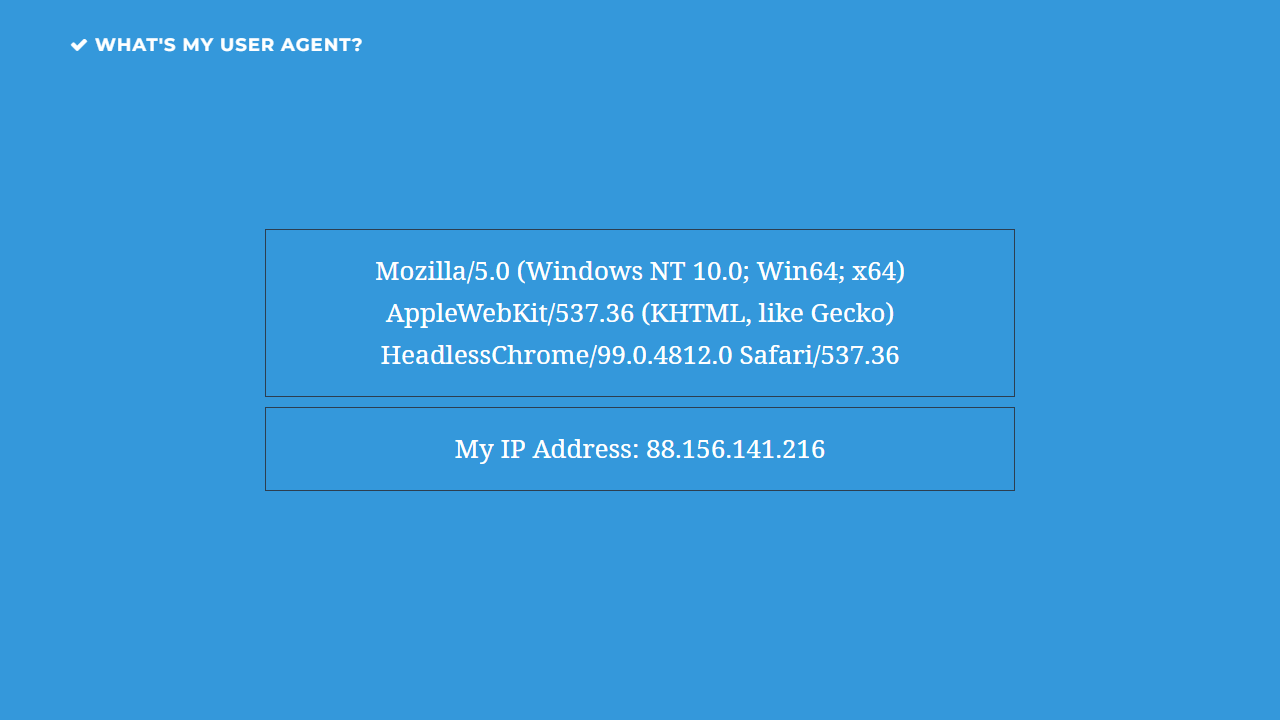 WHAT'S MY USER AGENT?
Mozilla/5.0 (Windows NT 10.0; Win64; x64)
AppleWebKit/537.36 (KHTML, like Gecko)
HeadlessChrome/99.0.4812.0 Safari/537.36
My IP Address: 88.156.141.216